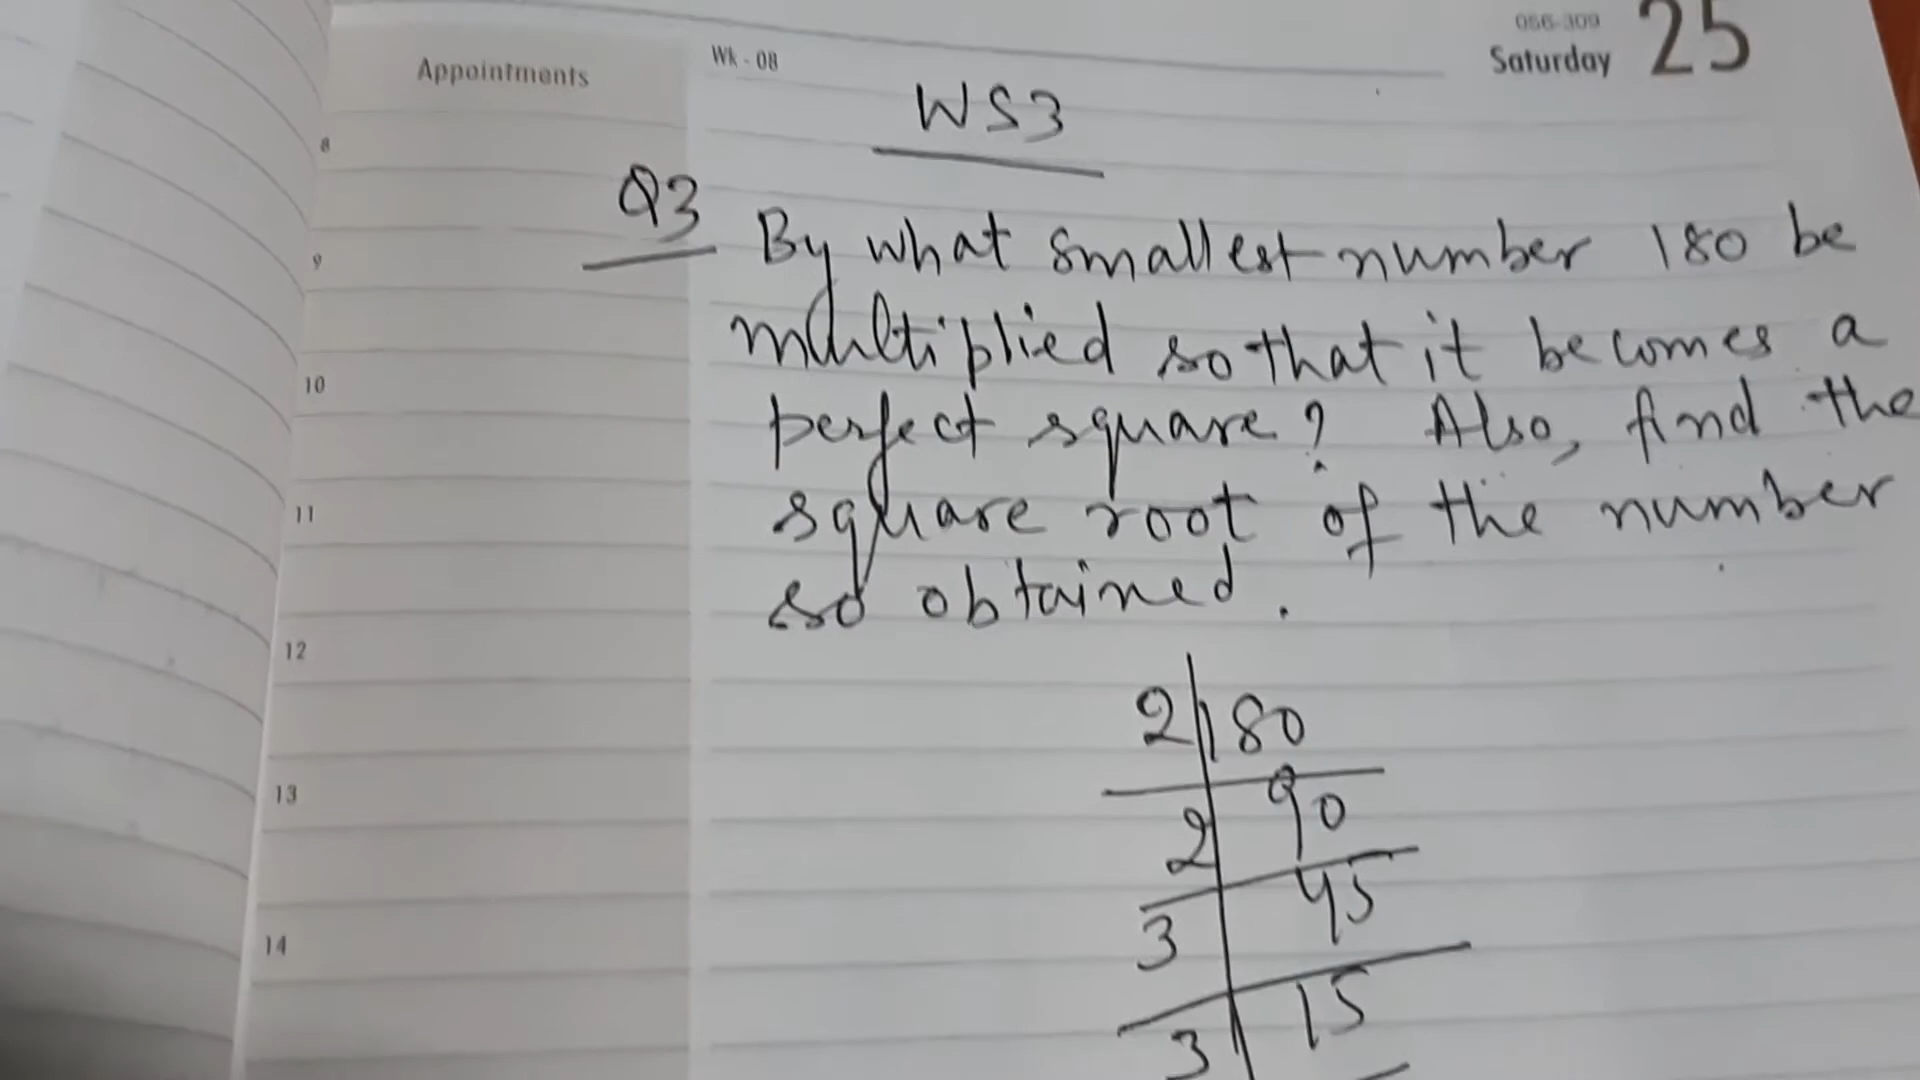 056-309
Saturday 25
Appointments
Wk - 08
WS3
Q3 By what smallest number 180 be
multiplied so that it becomes a
perfect square? Also, find the
square root of the number
so obtained.
8
9
10
11
12
13
14
2 180
2 90
3 45
3 15